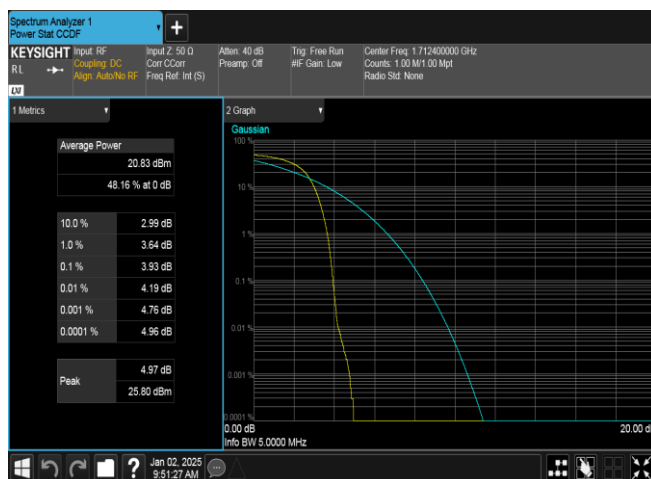 Spectrum Analyzer 1
Power Stat CCDF
KEYSIGHT
RL
LXI
Input: RF
Coupling: DC
Align: Auto/No RF
Input Z: 50 Ω
Corr CCorr
Freq Ref: Int (S)
Atten: 40 dB
Preamp: Off
Trig: Free Run
#IF Gain: Low
Center Freq: 1.712400000 GHz
Counts: 1.00 M/1.00 Mpt
Radio Std: None
1 Metrics
Average Power
20.83 dBm
48.16 % at 0 dB
10.0 % 2.99 dB
1.0 % 3.64 dB
0.1 % 3.93 dB
0.01 % 4.19 dB
0.001 % 4.76 dB
0.0001 % 4.96 dB
Peak
4.97 dB
25.80 dBm
2 Graph
Gaussian
100 %
10 %
1 %
0.1 %
0.01 %
0.001 %
0.0001 %
0.00 dB
20.00 d
Info BW 5.0000 MHz
?
Jan 02, 2025
9:51:27 AM